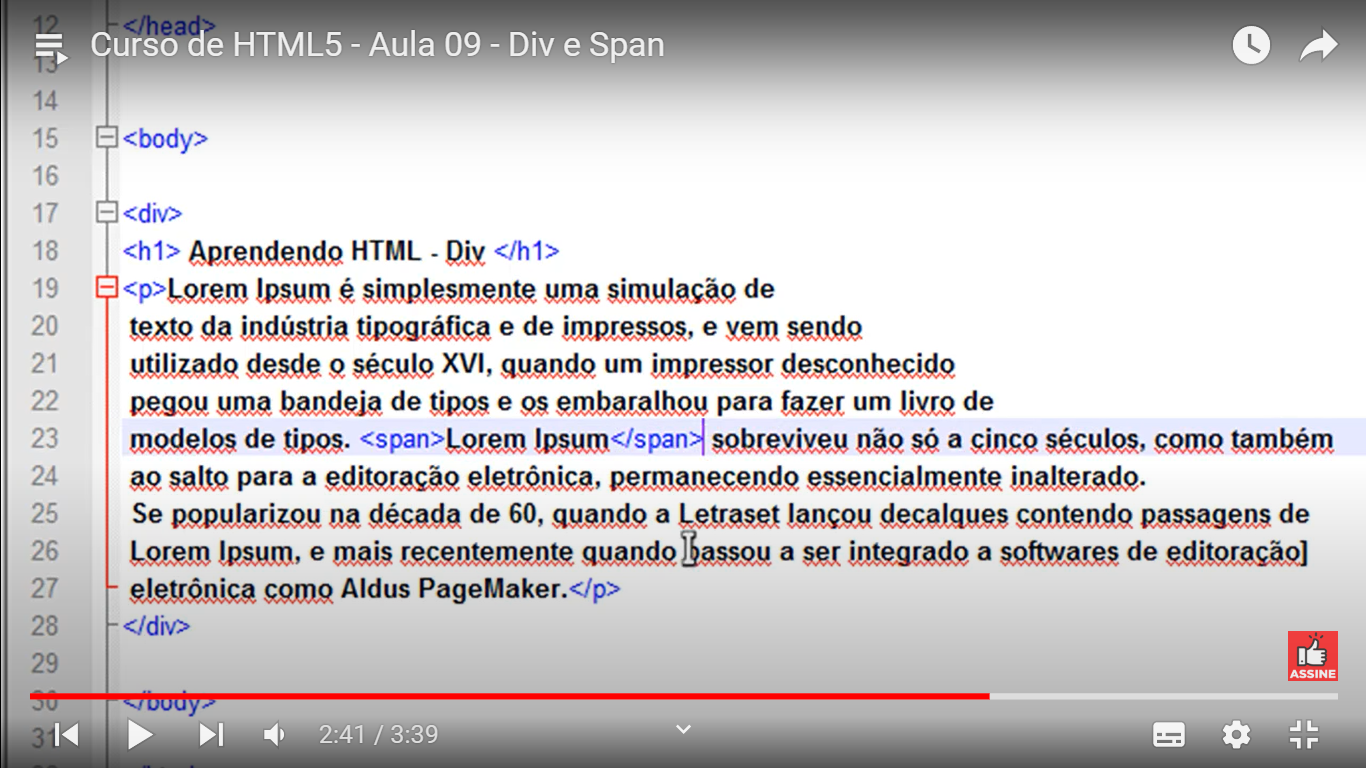 12 </head>
Curso de HTML5 - Aula 09 - Div e Span
13
14
15 <body>
16
17 <div>
18 <h1> Aprendendo HTML - Div </h1>
19 <p>Lorem Ipsum é simplesmente uma simulação de
20 texto da indústria tipográfica e de impressos, e vem sendo
21 utilizado desde o século XVI, quando um impressor desconhecido
22 pegou uma bandeja de tipos e os embaralhou para fazer um livro de
23 modelos de tipos. <span>Lorem Ipsum</span> sobreviveu não só a cinco séculos, como também
24 ao salto para a editoração eletrônica, permanecendo essencialmente inalterado.
25 Se popularizou na década de 60, quando a Letraset lançou decalques contendo passagens de
26 Lorem Ipsum, e mais recentemente quando passou a ser integrado a softwares de editoração]
27 eletrônica como Aldus PageMaker.</p>
28 </div>
29
ASSINE
30 </body>
31
2:41 / 3:39